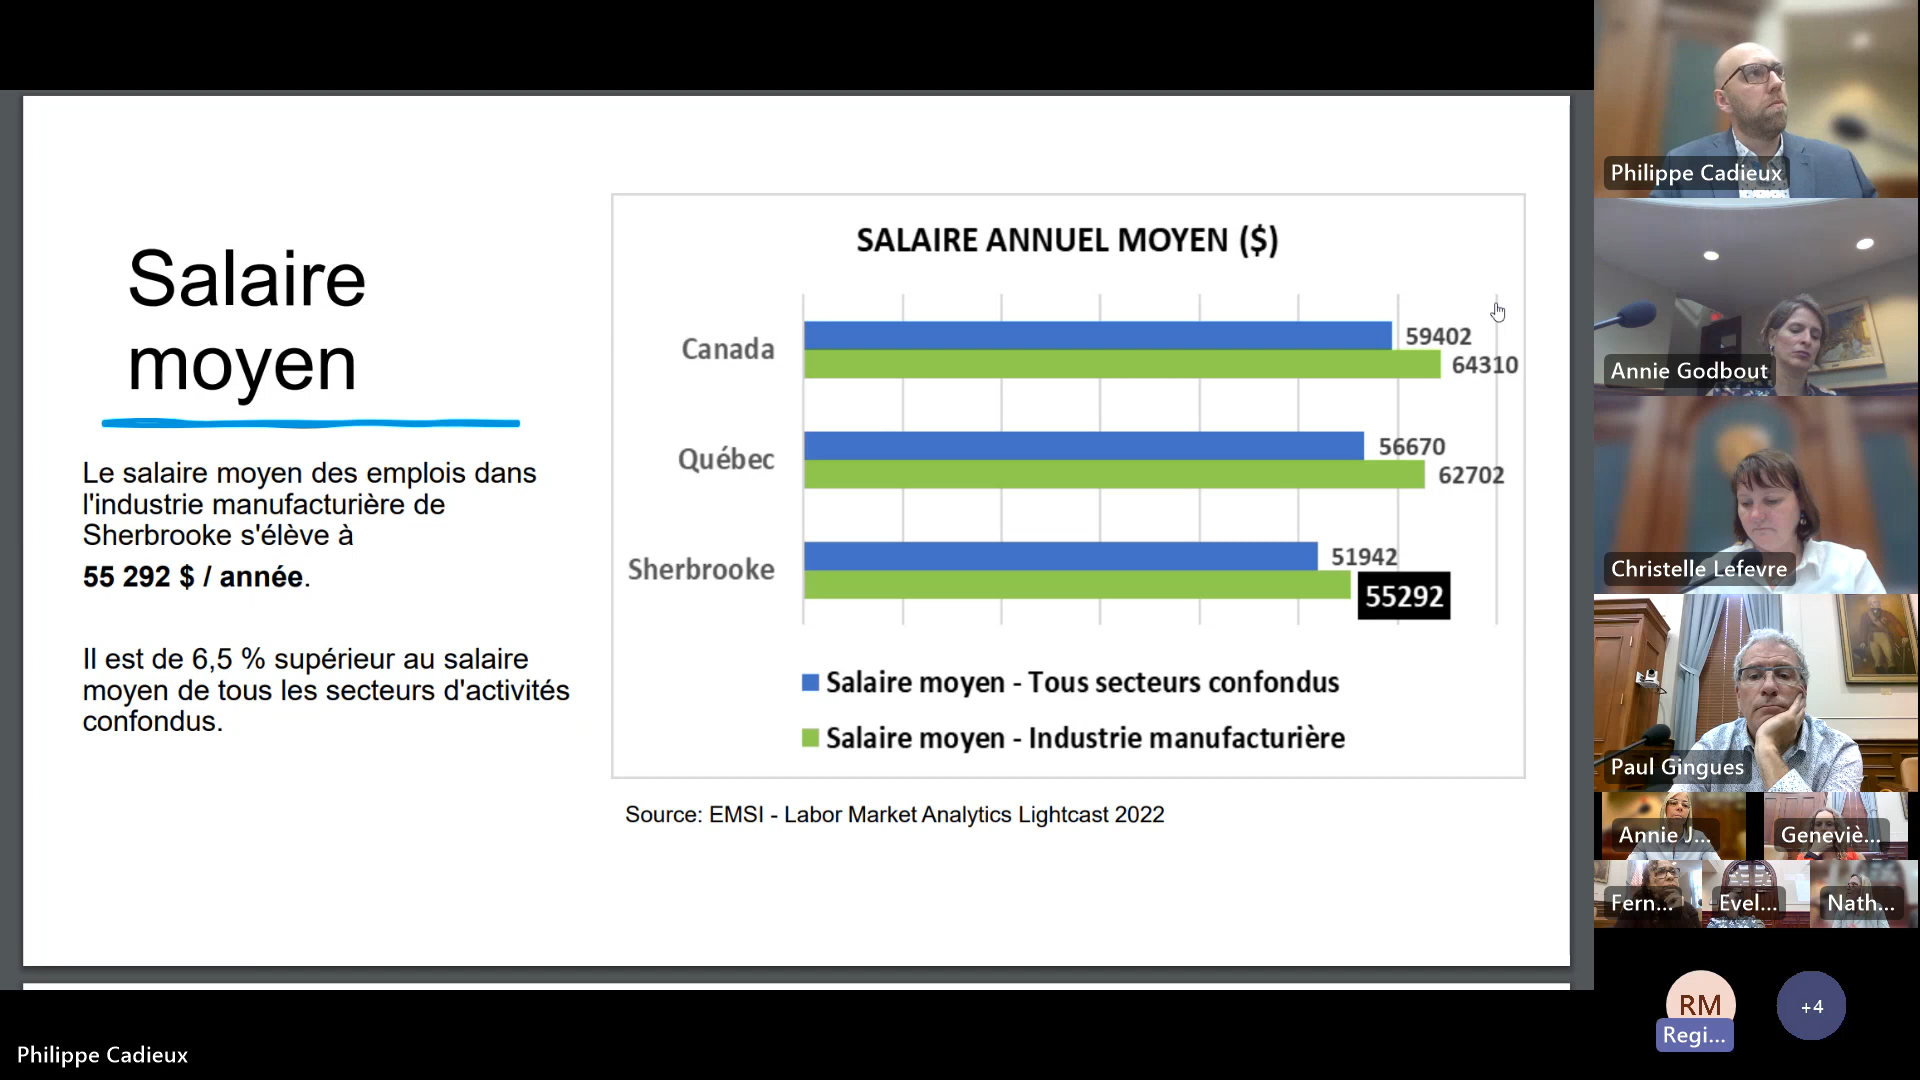 Salaire
moyen
Le salaire moyen des emplois dans
l'industrie manufacturière de
Sherbrooke s'élève à
55 292 $ / année.
Il est de 6,5 % supérieur au salaire
moyen de tous les secteurs d'activités
confondus.
SALAIRE ANNUEL MOYEN ($)
Canada
59402
64310
Québec
56670
62702
Sherbrooke
51942
55292
Salaire moyen - Tous secteurs confondus
Salaire moyen - Industrie manufacturière
Source: EMSI - Labor Market Analytics Lightcast 2022
Philippe Cadieux
Annie Godbout
Christelle Lefevre
Paul Gingues
Annie J...
Geneviè...
Fern...
Evel...
Nath...
RM
Regi...
+4
Philippe Cadieux